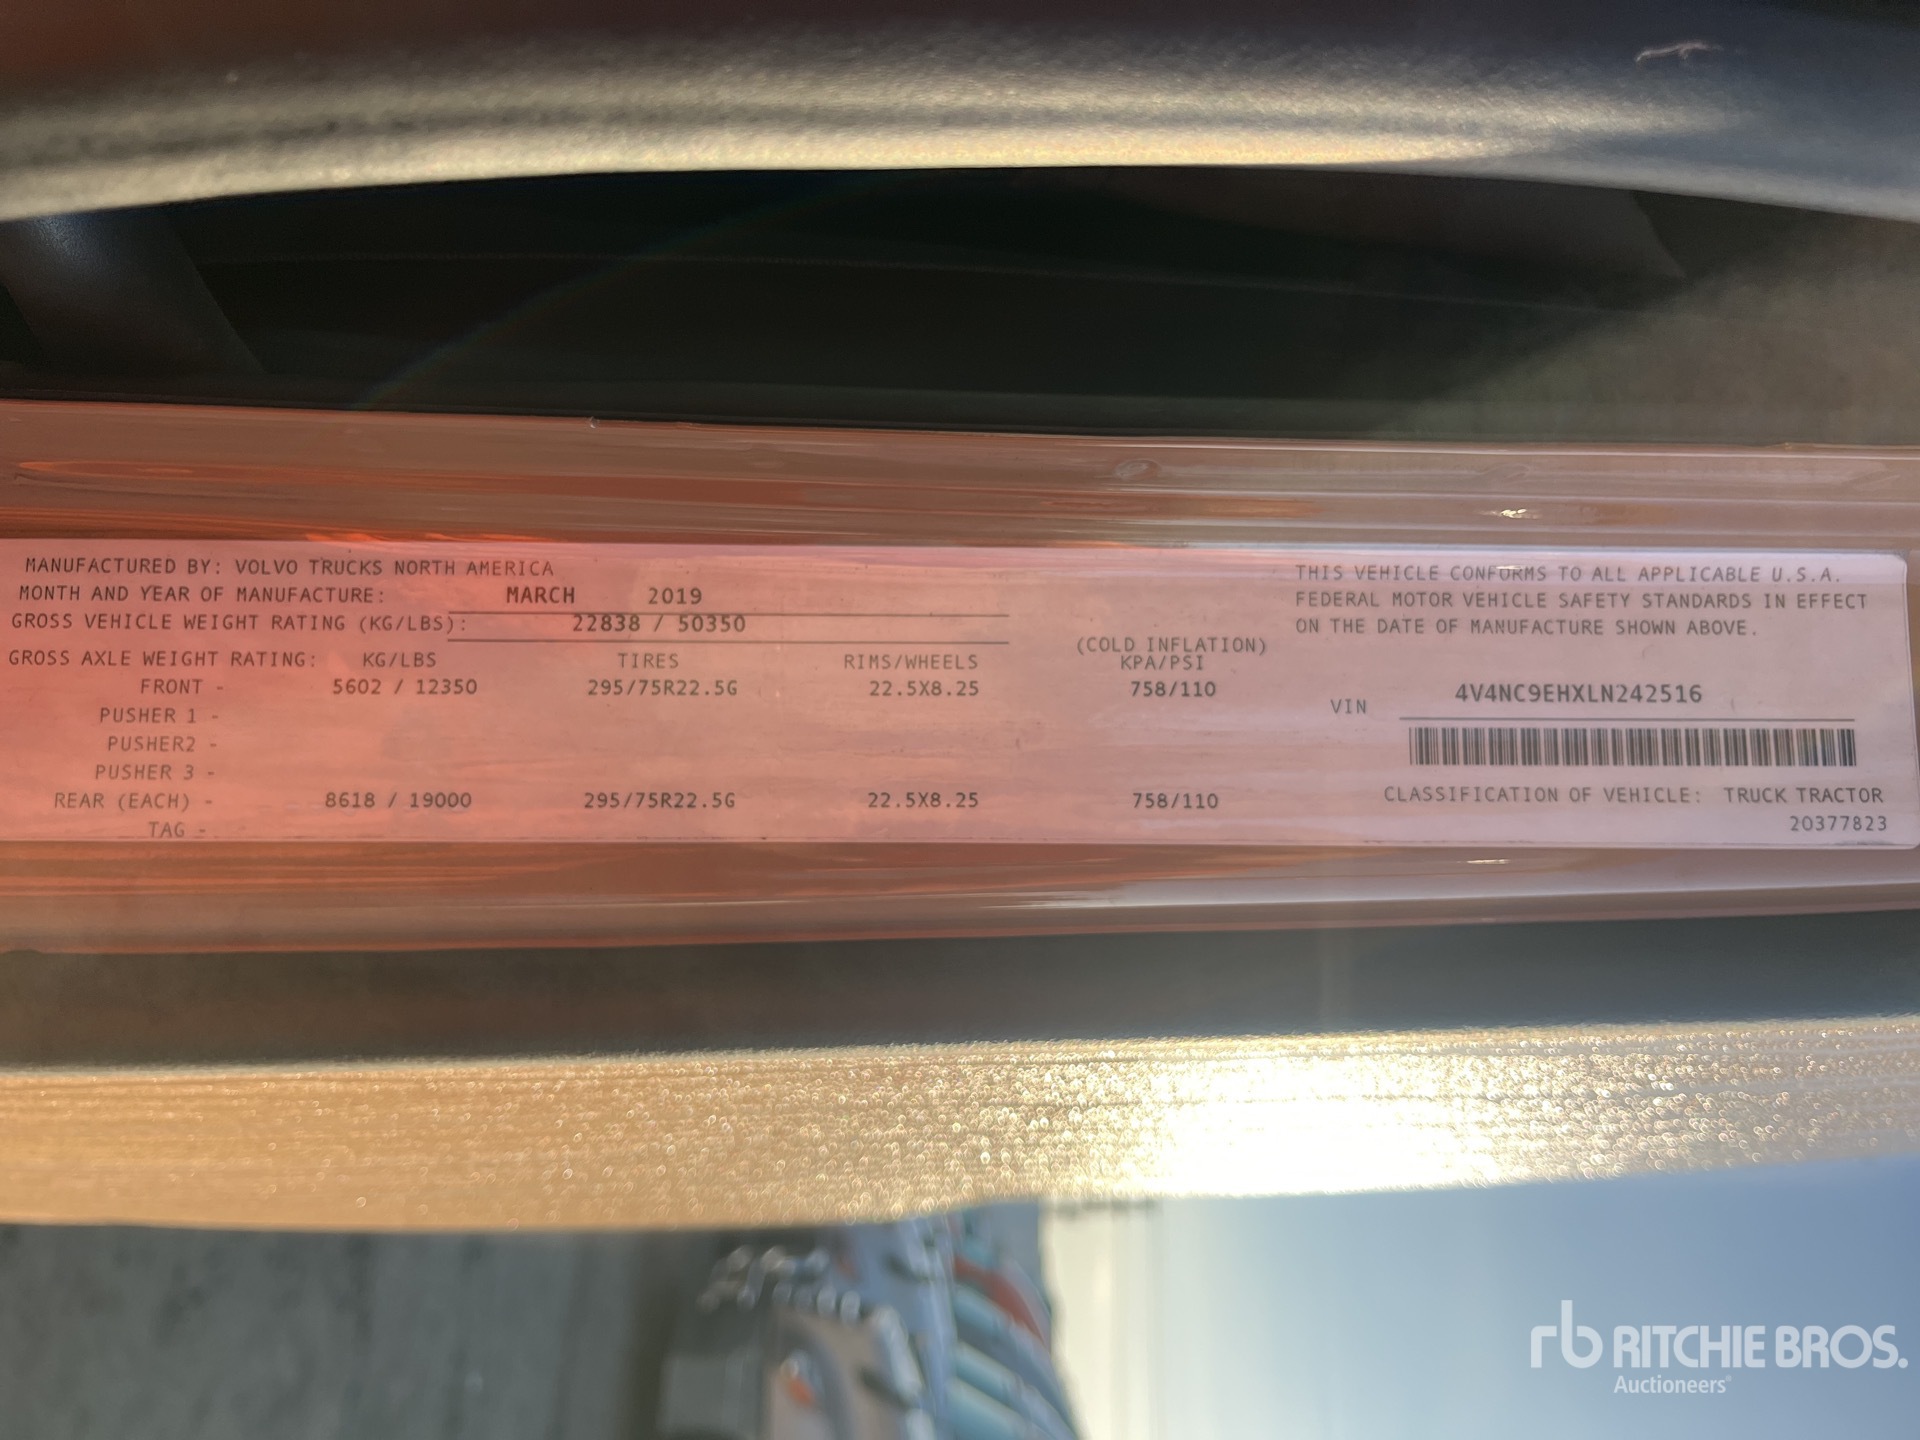 MANUFACTURED BY: VOLVO TRUCKS NORTH AMERICA
MONTH AND YEAR OF MANUFACTURE: MARCH 2019
GROSS VEHICLE WEIGHT RATING (KG/LBS): 22838 / 50350
GROSS AXLE WEIGHT RATING: KG/LBS TIRES RIMS/WHEELS (COLD INFLATION) KPA/PSI
FRONT - 5602 / 12350 295/75R22.5G 22.5X8.25 758/110
PUSHER 1 -
PUSHER2 -
PUSHER 3 -
REAR (EACH) - 8618 / 19000 295/75R22.5G 22.5X8.25 758/110
TAG -
THIS VEHICLE CONFORMS TO ALL APPLICABLE U.S.A.
FEDERAL MOTOR VEHICLE SAFETY STANDARDS IN EFFECT
ON THE DATE OF MANUFACTURE SHOWN ABOVE.
VIN 4V4NC9EHXLN242516
CLASSIFICATION OF VEHICLE: TRUCK TRACTOR
20377823
rb RITCHIE BROS.
Auctioneers®